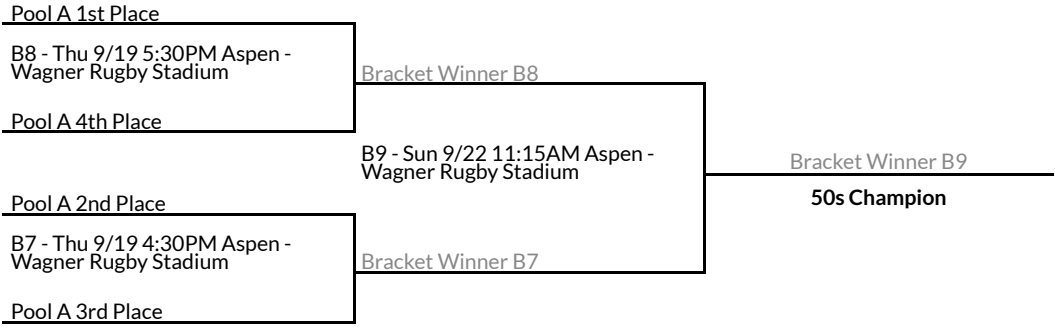 Pool A 1st Place
B8 - Thu 9/19 5:30PM Aspen -
Wagner Rugby Stadium
Bracket Winner B8
Pool A 4th Place
B9 - Sun 9/22 11:15AM Aspen -
Wagner Rugby Stadium
Bracket Winner B9
50s Champion
Pool A 2nd Place
B7 - Thu 9/19 4:30PM Aspen -
Wagner Rugby Stadium
Bracket Winner B7
Pool A 3rd Place